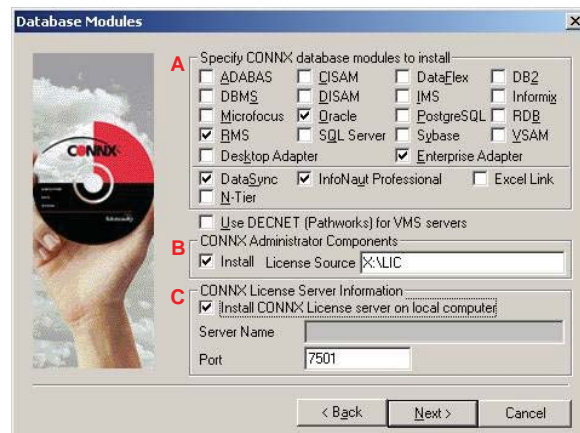 Database Modules
CONNX
A Specify CONNX database modules to install
ADABAS CISAM DataFlex DB2
DBMS DISAM IMS Informix
Microfocus Oracle PostgreSQL RDB
RMS SQL Server Sybase VSAM
Desktop Adapter Enterprise Adapter
DataSync InfoNaut Professional Excel Link
N-Tier
Use DECNET (Pathworks) for VMS servers
B CONNX Administrator Components
Install License Source X:\LIC
C CONNX License Server Information
Install CONNX License server on local computer
Server Name
Port 7501
< Back Next > Cancel